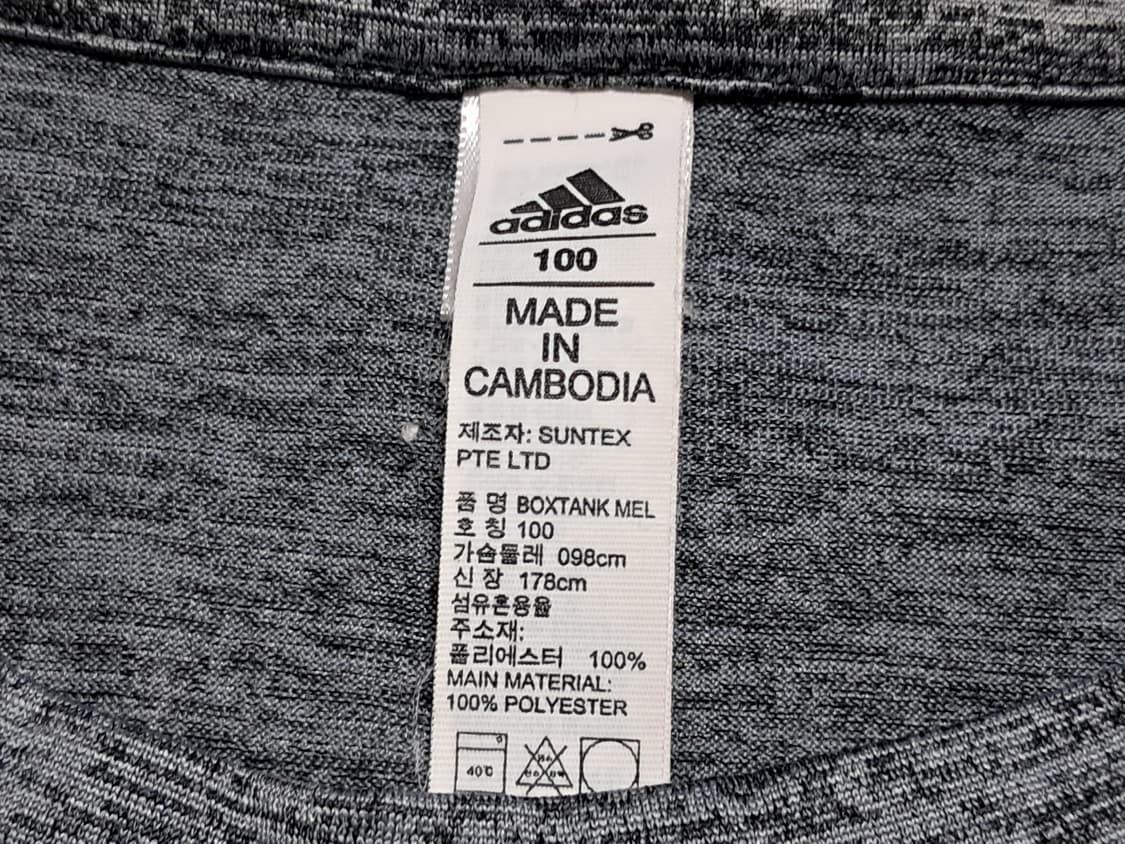 adidas
100
MADE
IN
CAMBODIA
제조자: SUNTEX
PTE LTD
품 명 BOXTANK MEL
호 칭 100
가슴둘레 098cm
신 장 178cm
섬유혼용율
주소재:
폴리에스터 100%
MAIN MATERIAL:
100% POLYESTER
40℃